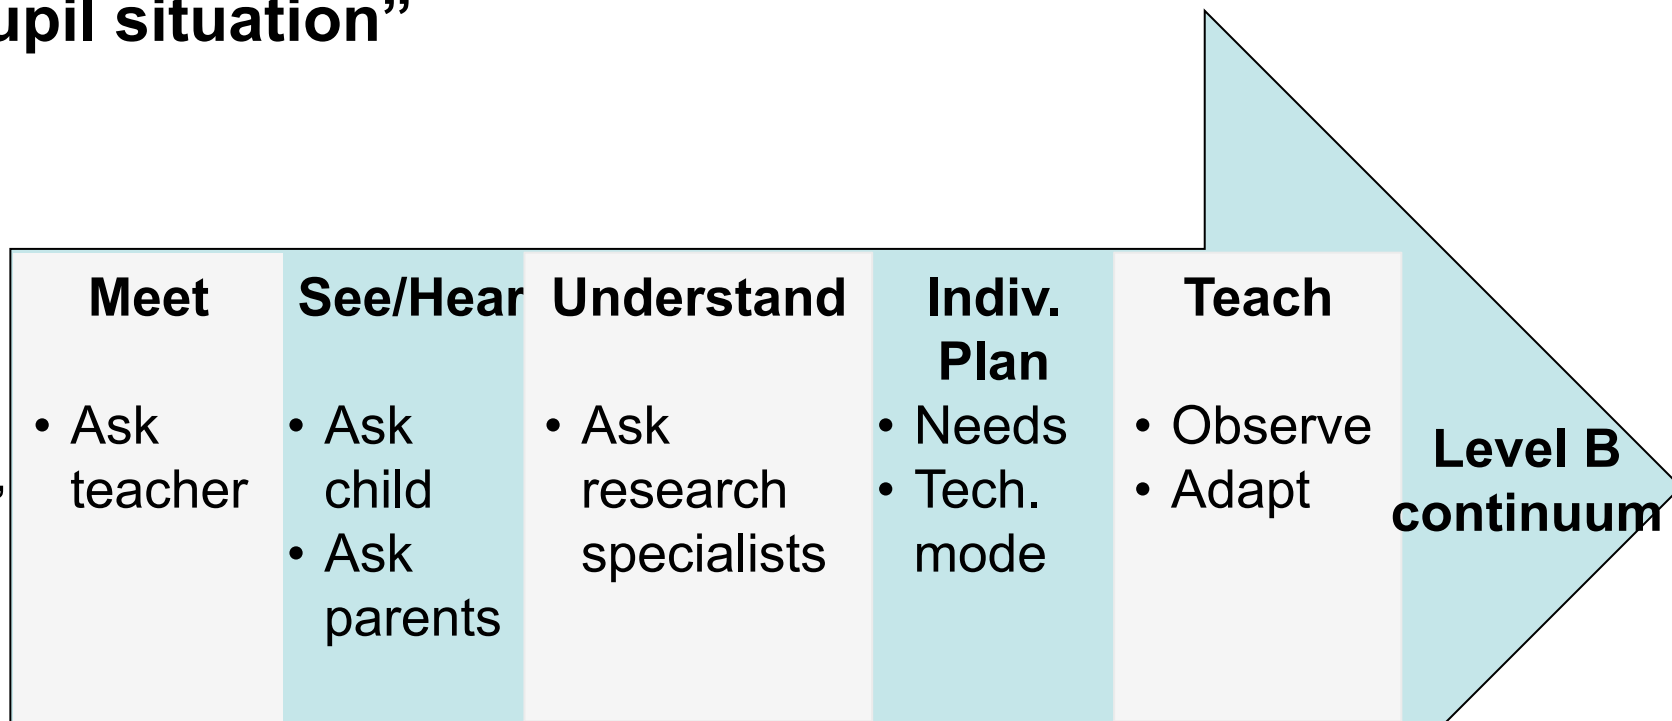 upil situation”
Meet
• Ask
teacher
See/Hear
• Ask
child
• Ask
parents
Understand
• Ask
research
specialists
Indiv.
Plan
• Needs
• Tech.
mode
Teach
• Observe
• Adapt
Level B
continuum